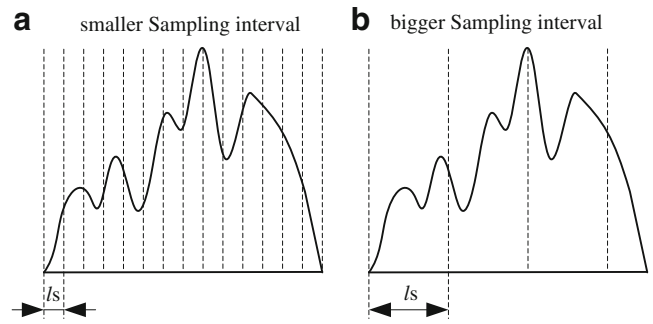 a smaller Sampling interval
b bigger Sampling interval
ls
ls